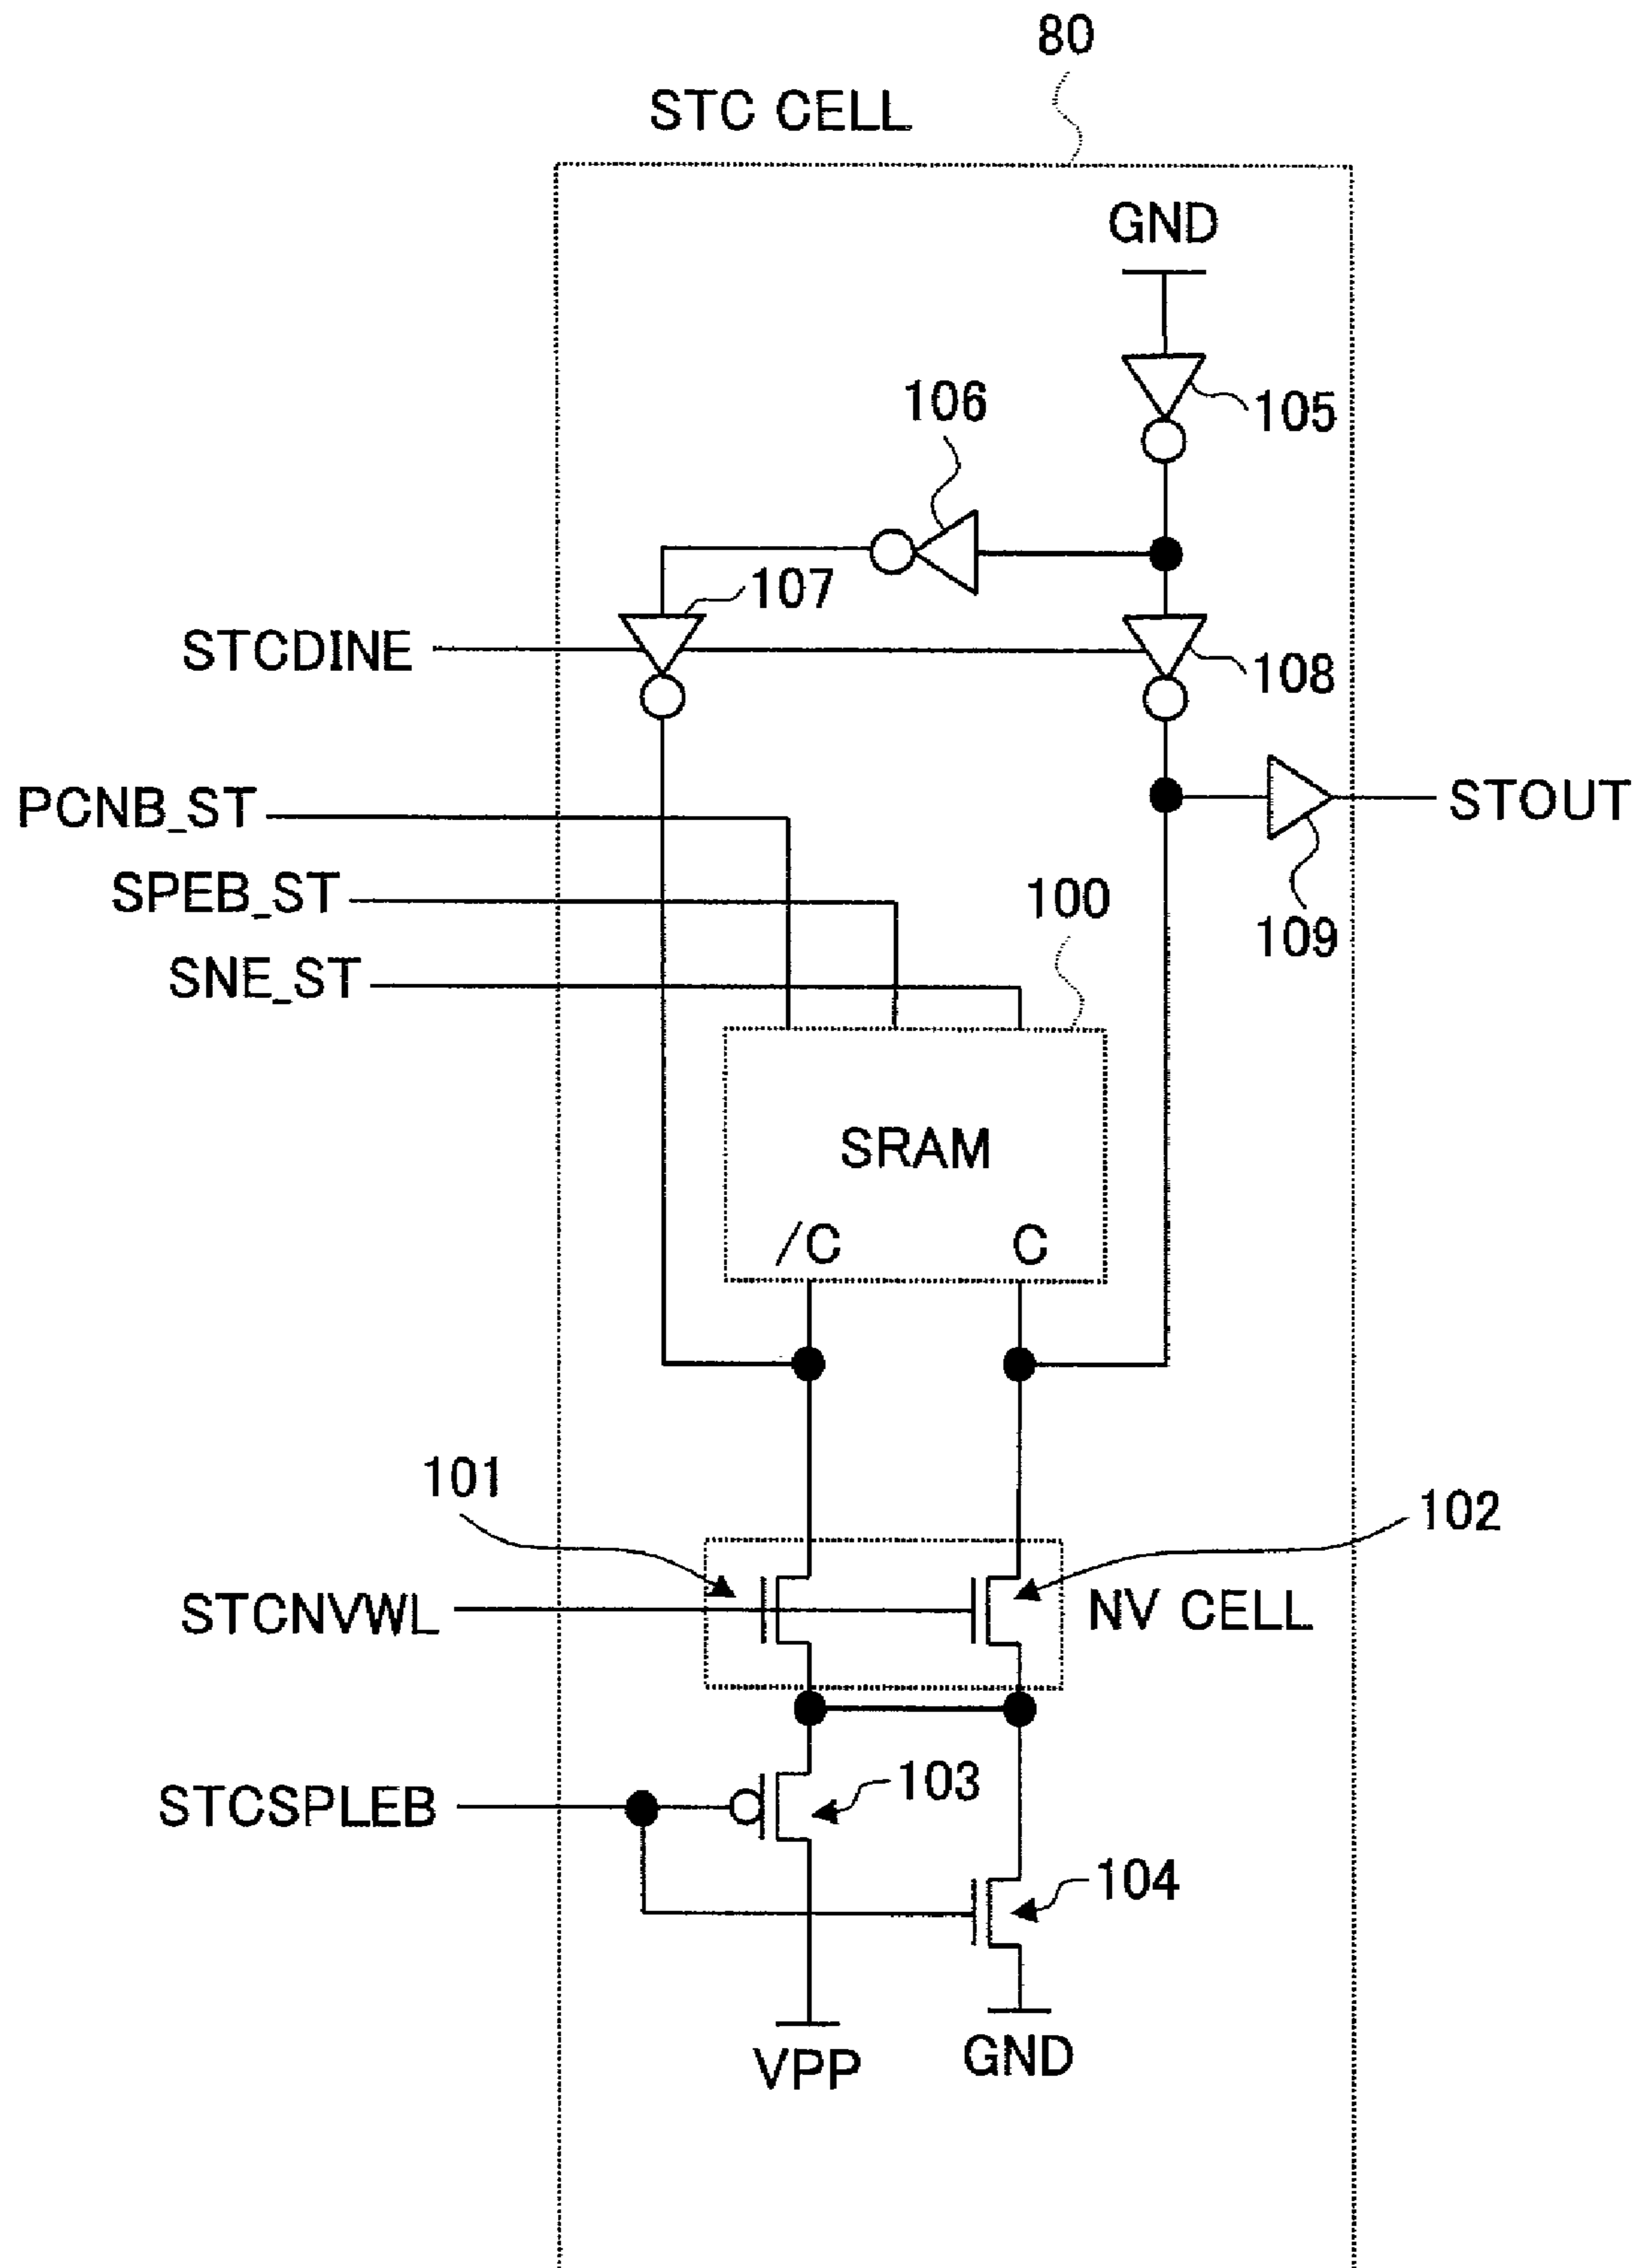 80
STC CELL
GND
105
106
107
STCDINE
108
PCNB_ST
STOUT
SPEB_ST
100
109
SNE_ST
SRAM
/C
C
101
102
STCNVWL
NV CELL
STCSPLEB
103
104
VPP
GND